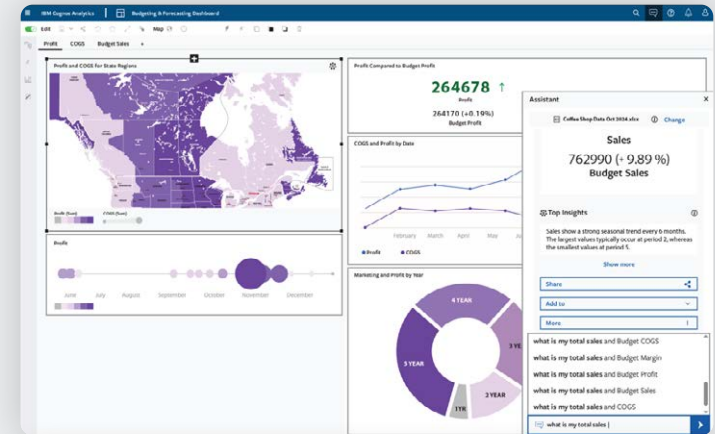 IBM Cognos Analytics
Budgeting & Forecasting Dashboard
Edit
Map
Profit
COGS
Budget Sales
+
Profit and COGS for State Regions
Profit (Sum)
COGS (Sum)
Profit
June
July
August
September
October
November
December
Profit Compared to Budget Profit
264678 ↑
Profit
264170 (+0.19%)
Budget Profit
COGS and Profit by Date
February
March
April
May
Profit
COGS
Marketing and Profit by Year
4 YEAR
3 YEAR
1YR
2 YEAR
Assistant
X
Coffee Shop Data Oct 2024.xlsx
Change
Sales
762990 (+ 9.89 %)
Budget Sales
Top Insights
Sales show a strong seasonal trend every 6 months.
The largest values typically occur at period 2, whereas
the smallest values at period 5.
Show more
Share
Add to
More
what is my total sales and Budget COGS
what is my total sales and Budget Margin
what is my total sales and Budget Profit
what is my total sales and Budget Sales
what is my total sales and COGS
what is my total sales